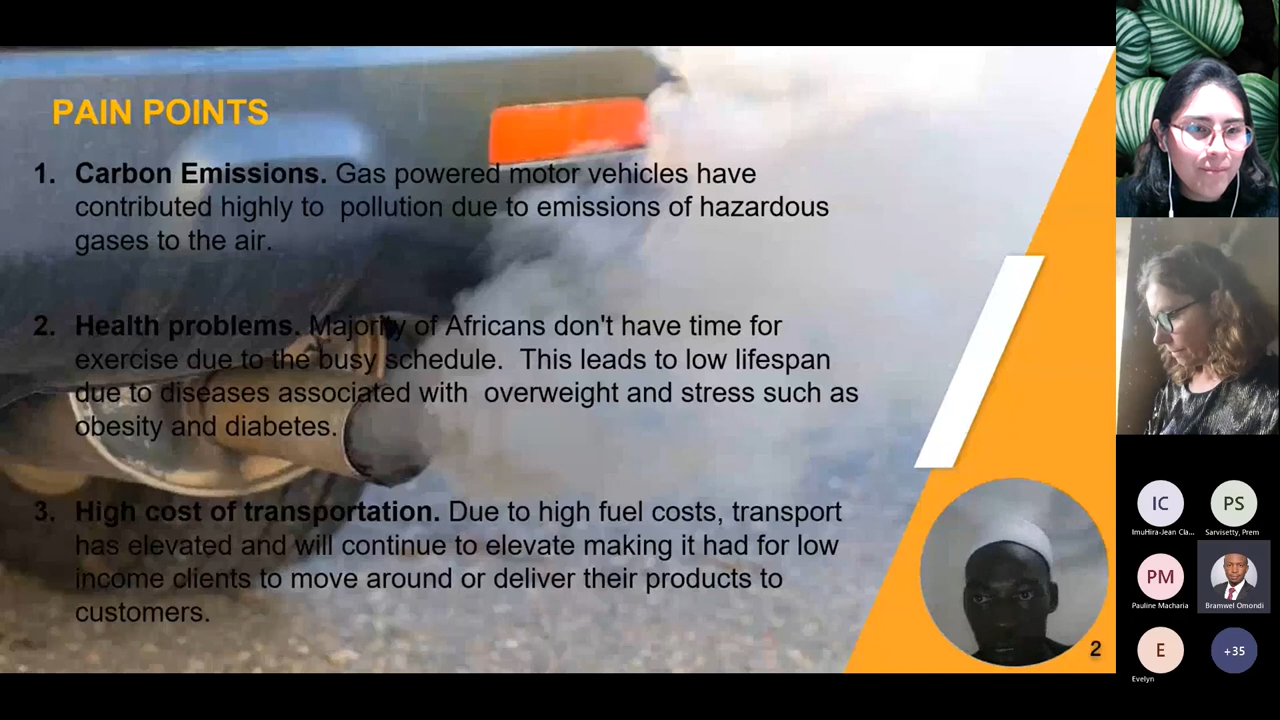 PAIN POINTS
1. Carbon Emissions. Gas powered motor vehicles have
contributed highly to pollution due to emissions of hazardous
gases to the air.
2. Health problems. Majority of Africans don't have time for
exercise due to the busy schedule. This leads to low lifespan
due to diseases associated with overweight and stress such as
obesity and diabetes.
3. High cost of transportation. Due to high fuel costs, transport
has elevated and will continue to elevate making it had for low
income clients to move around or deliver their products to
customers.
2
IC
PS
ImuHira-Jean Cla...
Sarvisetty, Prem
PM
Pauline Macharia
Bramwel Omondi
E
+35
Evelyn